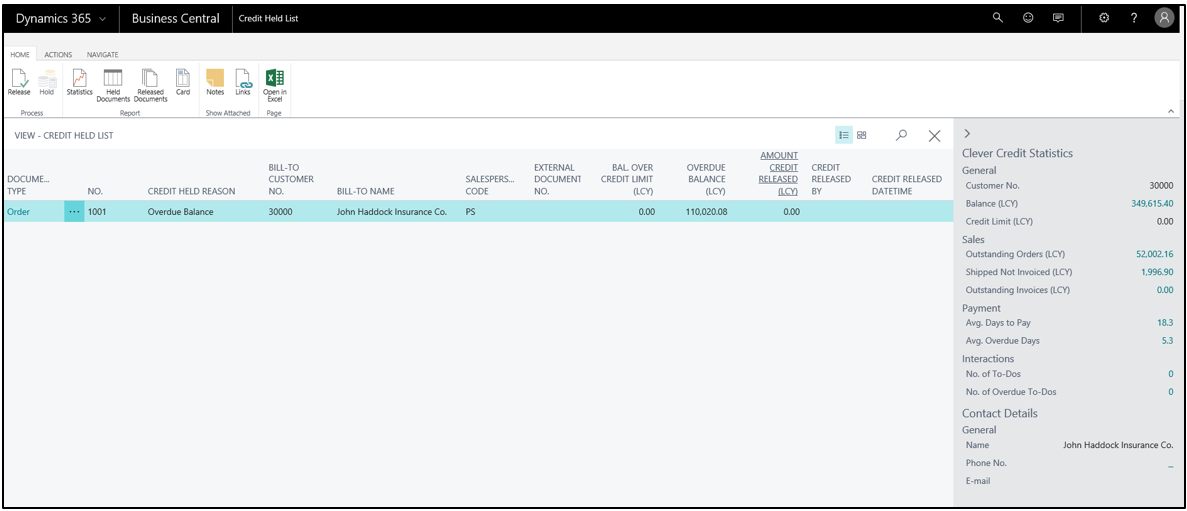 Dynamics 365 Business Central Credit Held List ?
HOME ACTIONS NAVIGATE
Release Hold Statistics Held Documents Released Documents Card Notes Links Open in Excel
Process Report Show Attached Page
VIEW - CREDIT HELD LIST
DOCUME... TYPE NO. CREDIT HELD REASON BILL-TO CUSTOMER NO. BILL-TO NAME SALESPERS... CODE EXTERNAL DOCUMENT NO. BAL. OVER CREDIT LIMIT (LCY) OVERDUE BALANCE (LCY) AMOUNT CREDIT RELEASED (LCY) CREDIT RELEASED BY CREDIT RELEASED DATETIME
Order ... 1001 Overdue Balance 30000 John Haddock Insurance Co. PS 0.00 110,020.08 0.00
Clever Credit Statistics
General
Customer No. 30000
Balance (LCY) 349,615.40
Credit Limit (LCY) 0.00
Sales
Outstanding Orders (LCY) 52,002.16
Shipped Not Invoiced (LCY) 1,996.90
Outstanding Invoices (LCY) 0.00
Payment
Avg. Days to Pay 18.3
Avg. Overdue Days 5.3
Interactions
No. of To-Dos 0
No. of Overdue To-Dos 0
Contact Details
General
Name John Haddock Insurance Co.
Phone No. _
E-mail